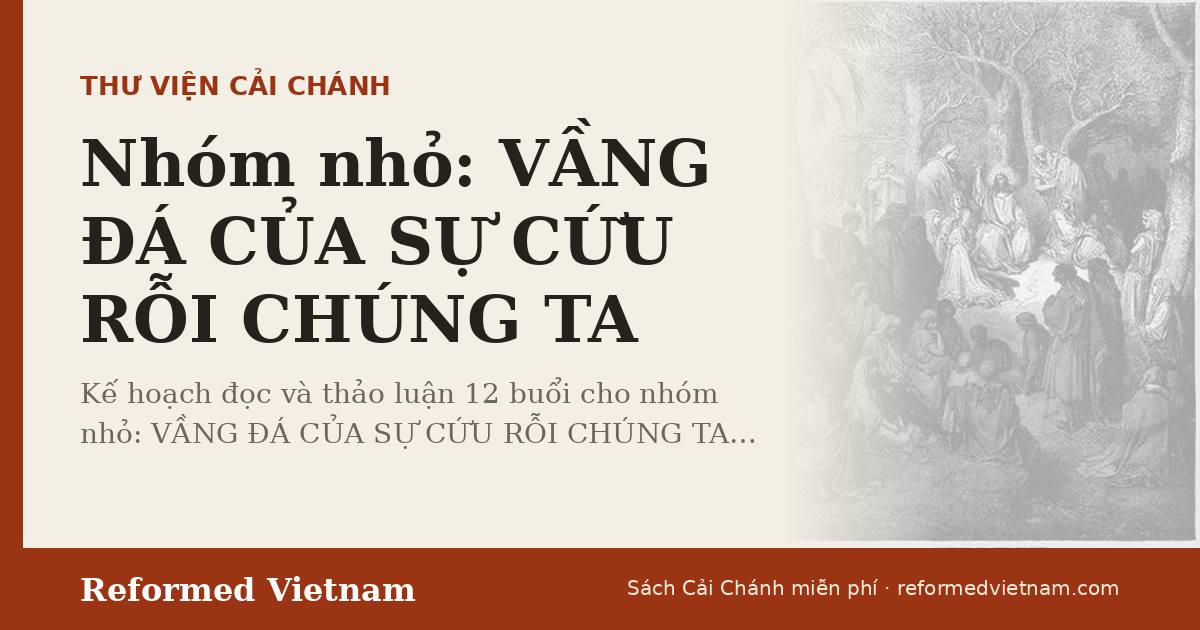 THƯ VIỆN CẢI CHÁNH
Nhóm nhỏ: VẦNG
ĐÁ CỦA SỰ CỨU
RỖI CHÚNG TA
Kế hoạch đọc và thảo luận 12 buổi cho nhóm
nhỏ: VẦNG ĐÁ CỦA SỰ CỨU RỖI CHÚNG TA...
Reformed Vietnam
Sách Cải Chánh miễn phí · reformedvietnam.com